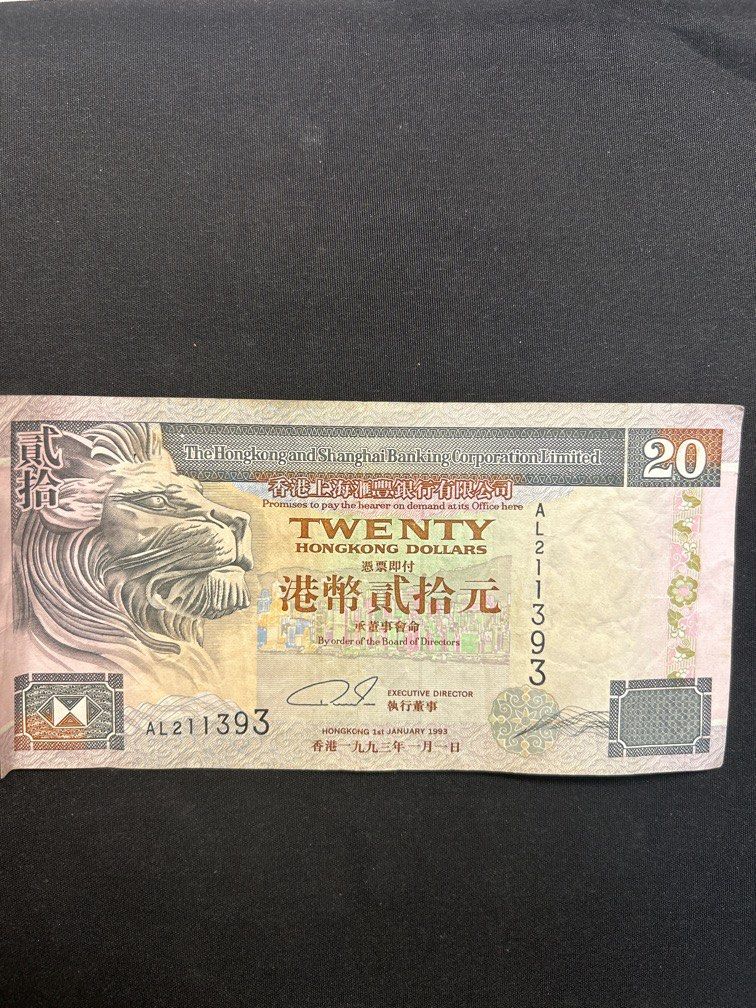 貳拾
The Hongkong and Shanghai Banking Corporation Limited
20
香港上海滙豐銀行有限公司
Promises to pay the bearer on demand at its Office here
TWENTY
HONGKONG DOLLARS
憑票即付
港幣貳拾元
承董事會命
By order of the Board of Directors
AL211393
EXECUTIVE DIRECTOR
執行董事
AL211393
HONGKONG 1st JANUARY 1993
香港一九九三年一月一日